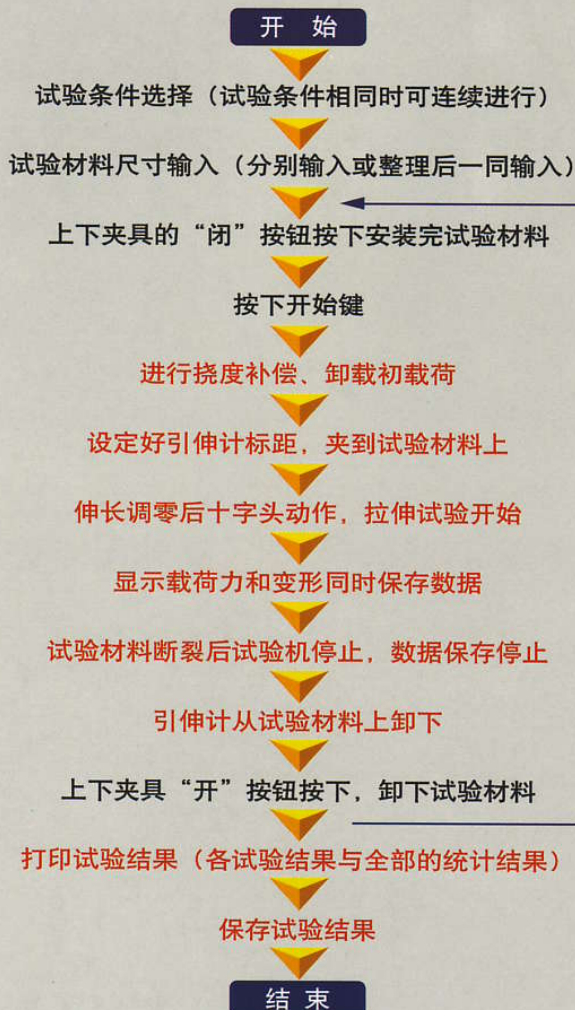 开 始
试验条件选择（试验条件相同时可连续进行）
试验材料尺寸输入（分别输入或整理后一同输入）
上下夹具的“闭”按钮按下安装完试验材料
按下开始键
进行挠度补偿、卸载初载荷
设定好引伸计标距，夹到试验材料上
伸长调零后十字头动作，拉伸试验开始
显示载荷力和变形同时保存数据
试验材料断裂后试验机停止，数据保存停止
引伸计从试验材料上卸下
上下夹具“开”按钮按下，卸下试验材料
打印试验结果（各试验结果与全部的统计结果）
保存试验结果
结 束